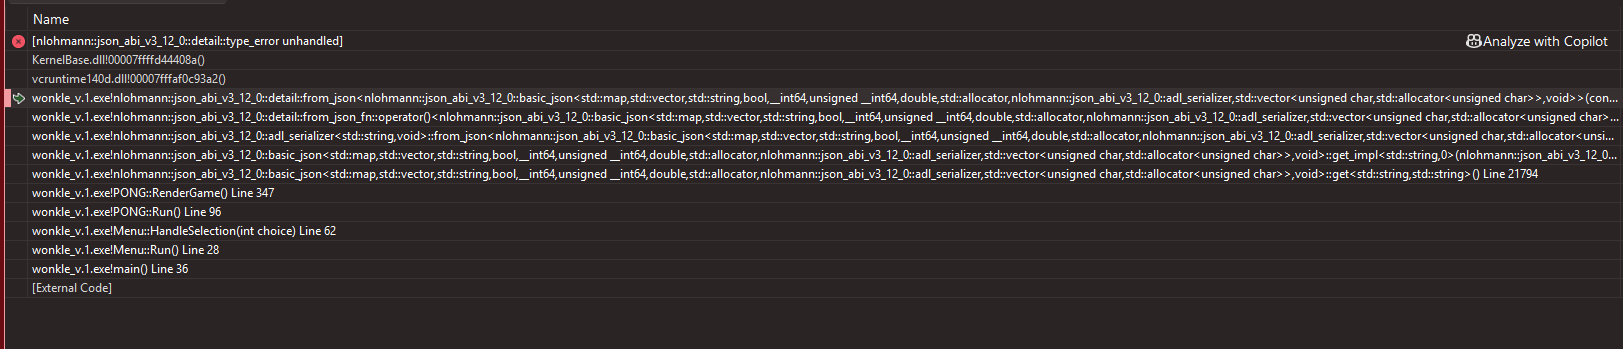 Name
[nlohmann::json_abi_v3_12_0::detail::type_error unhandled]
Analyze with Copilot
KernelBase.dll!00007ffffd44408a()
vcruntime140d.dll!00007fffaf0c93a2()
wonkle_v.1.exe!nlohmann::json_abi_v3_12_0::detail::from_json<nlohmann::json_abi_v3_12_0::basic_json<std::map,std::vector,std::string,bool,__int64,unsigned __int64,double,std::allocator,nlohmann::json_abi_v3_12_0::adl_serializer,std::vector<unsigned char,std::allocator<unsigned char>>,void>>(con...
wonkle_v.1.exe!nlohmann::json_abi_v3_12_0::detail::from_json_fn::operator()<nlohmann::json_abi_v3_12_0::basic_json<std::map,std::vector,std::string,bool,__int64,unsigned __int64,double,std::allocator,nlohmann::json_abi_v3_12_0::adl_serializer,std::vector<unsigned char,std::allocator<unsigned char>...
wonkle_v.1.exe!nlohmann::json_abi_v3_12_0::adl_serializer<std::string,void>::from_json<nlohmann::json_abi_v3_12_0::basic_json<std::map,std::vector,std::string,bool,__int64,unsigned __int64,double,std::allocator,nlohmann::json_abi_v3_12_0::adl_serializer,std::vector<unsigned char,std::allocator<uns...
wonkle_v.1.exe!nlohmann::json_abi_v3_12_0::basic_json<std::map,std::vector,std::string,bool,__int64,unsigned __int64,double,std::allocator,nlohmann::json_abi_v3_12_0::adl_serializer,std::vector<unsigned char,std::allocator<unsigned char>>,void>::get_impl<std::string,0>(nlohmann::json_abi_v3_12_0...
wonkle_v.1.exe!nlohmann::json_abi_v3_12_0::basic_json<std::map,std::vector,std::string,bool,__int64,unsigned __int64,double,std::allocator,nlohmann::json_abi_v3_12_0::adl_serializer,std::vector<unsigned char,std::allocator<unsigned char>>,void>::get<std::string,std::string>() Line 21794
wonkle_v.1.exe!PONG::RenderGame() Line 347
wonkle_v.1.exe!PONG::Run() Line 96
wonkle_v.1.exe!Menu::HandleSelection(int choice) Line 62
wonkle_v.1.exe!Menu::Run() Line 28
wonkle_v.1.exe!main() Line 36
[External Code]